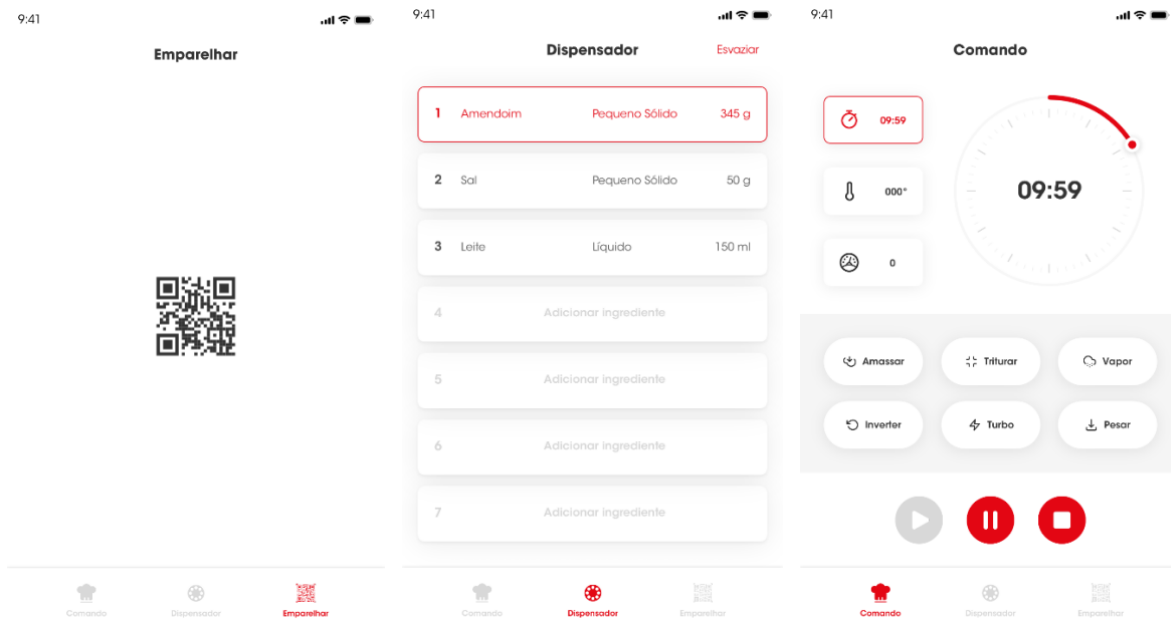 9:41
Emparelhar
Comando
Dispensador
Emparelhar
9:41
Dispensador
Esvaziar
1 Amendoim Pequeno Sólido 345 g
2 Sal Pequeno Sólido 50 g
3 Leite Líquido 150 ml
4 Adicionar ingrediente
5 Adicionar ingrediente
6 Adicionar ingrediente
7 Adicionar ingrediente
Comando
Dispensador
Emparelhar
9:41
Comando
09:59
000°
0
09:59
Amassar
Triturar
Vapor
Inverter
Turbo
Pesar
Comando
Dispensador
Emparelhar